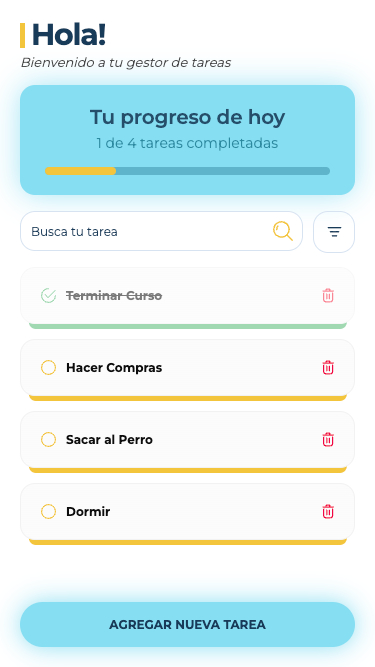 Hola!
Bienvenido a tu gestor de tareas
Tu progreso de hoy
1 de 4 tareas completadas
Busca tu tarea
Terminar Curso
Hacer Compras
Sacar al Perro
Dormir
AGREGAR NUEVA TAREA